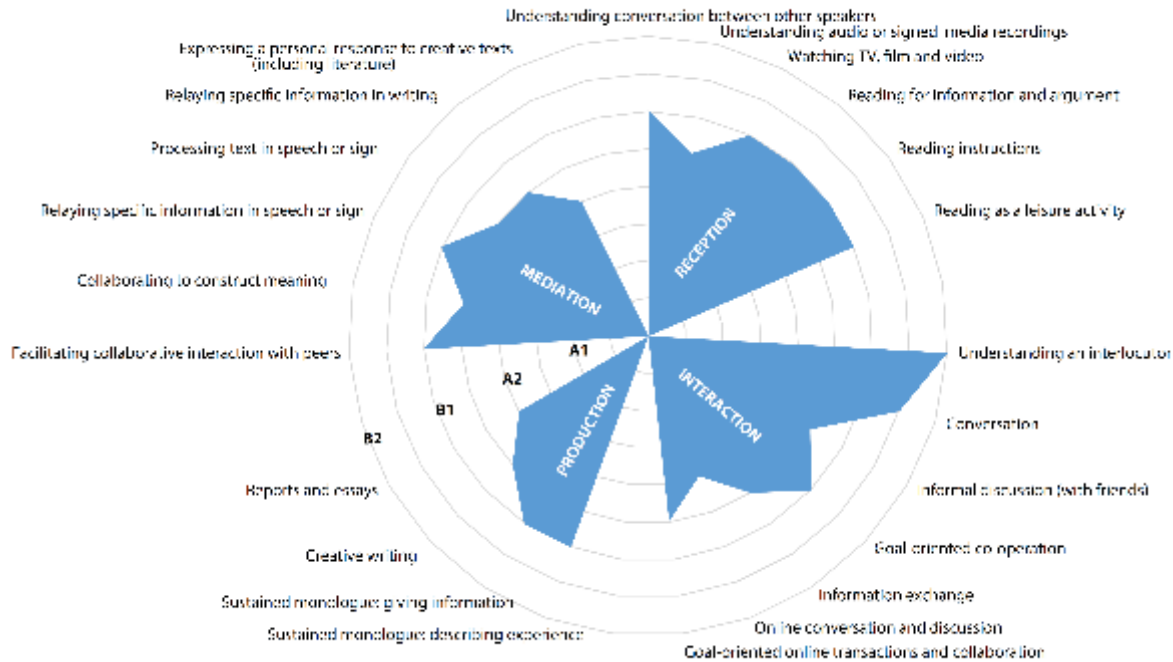 Understanding conversation between other speakers
Understanding audio or signed media recordings
Watching TV, film and video
Reading for information and argument
Reading instructions
Reading as a leisure activity
Understanding an interlocutor
Conversation
Informal discussion (with friends)
Goal-oriented co-operation
Information exchange
Online conversation and discussion
Goal-oriented online transactions and collaboration
Sustained monologue: describing experience
Sustained monologue: giving information
Creative writing
Reports and essays
Facilitating collaborative interaction with peers
Collaborating to construct meaning
Relaying specific information in speech or sign
Processing text in speech or sign
Relaying specific information in writing
Expressing a personal response to creative texts
(including literature)
RECEPTION
INTERACTION
PRODUCTION
MEDIATION
A1
A2
B1
B2